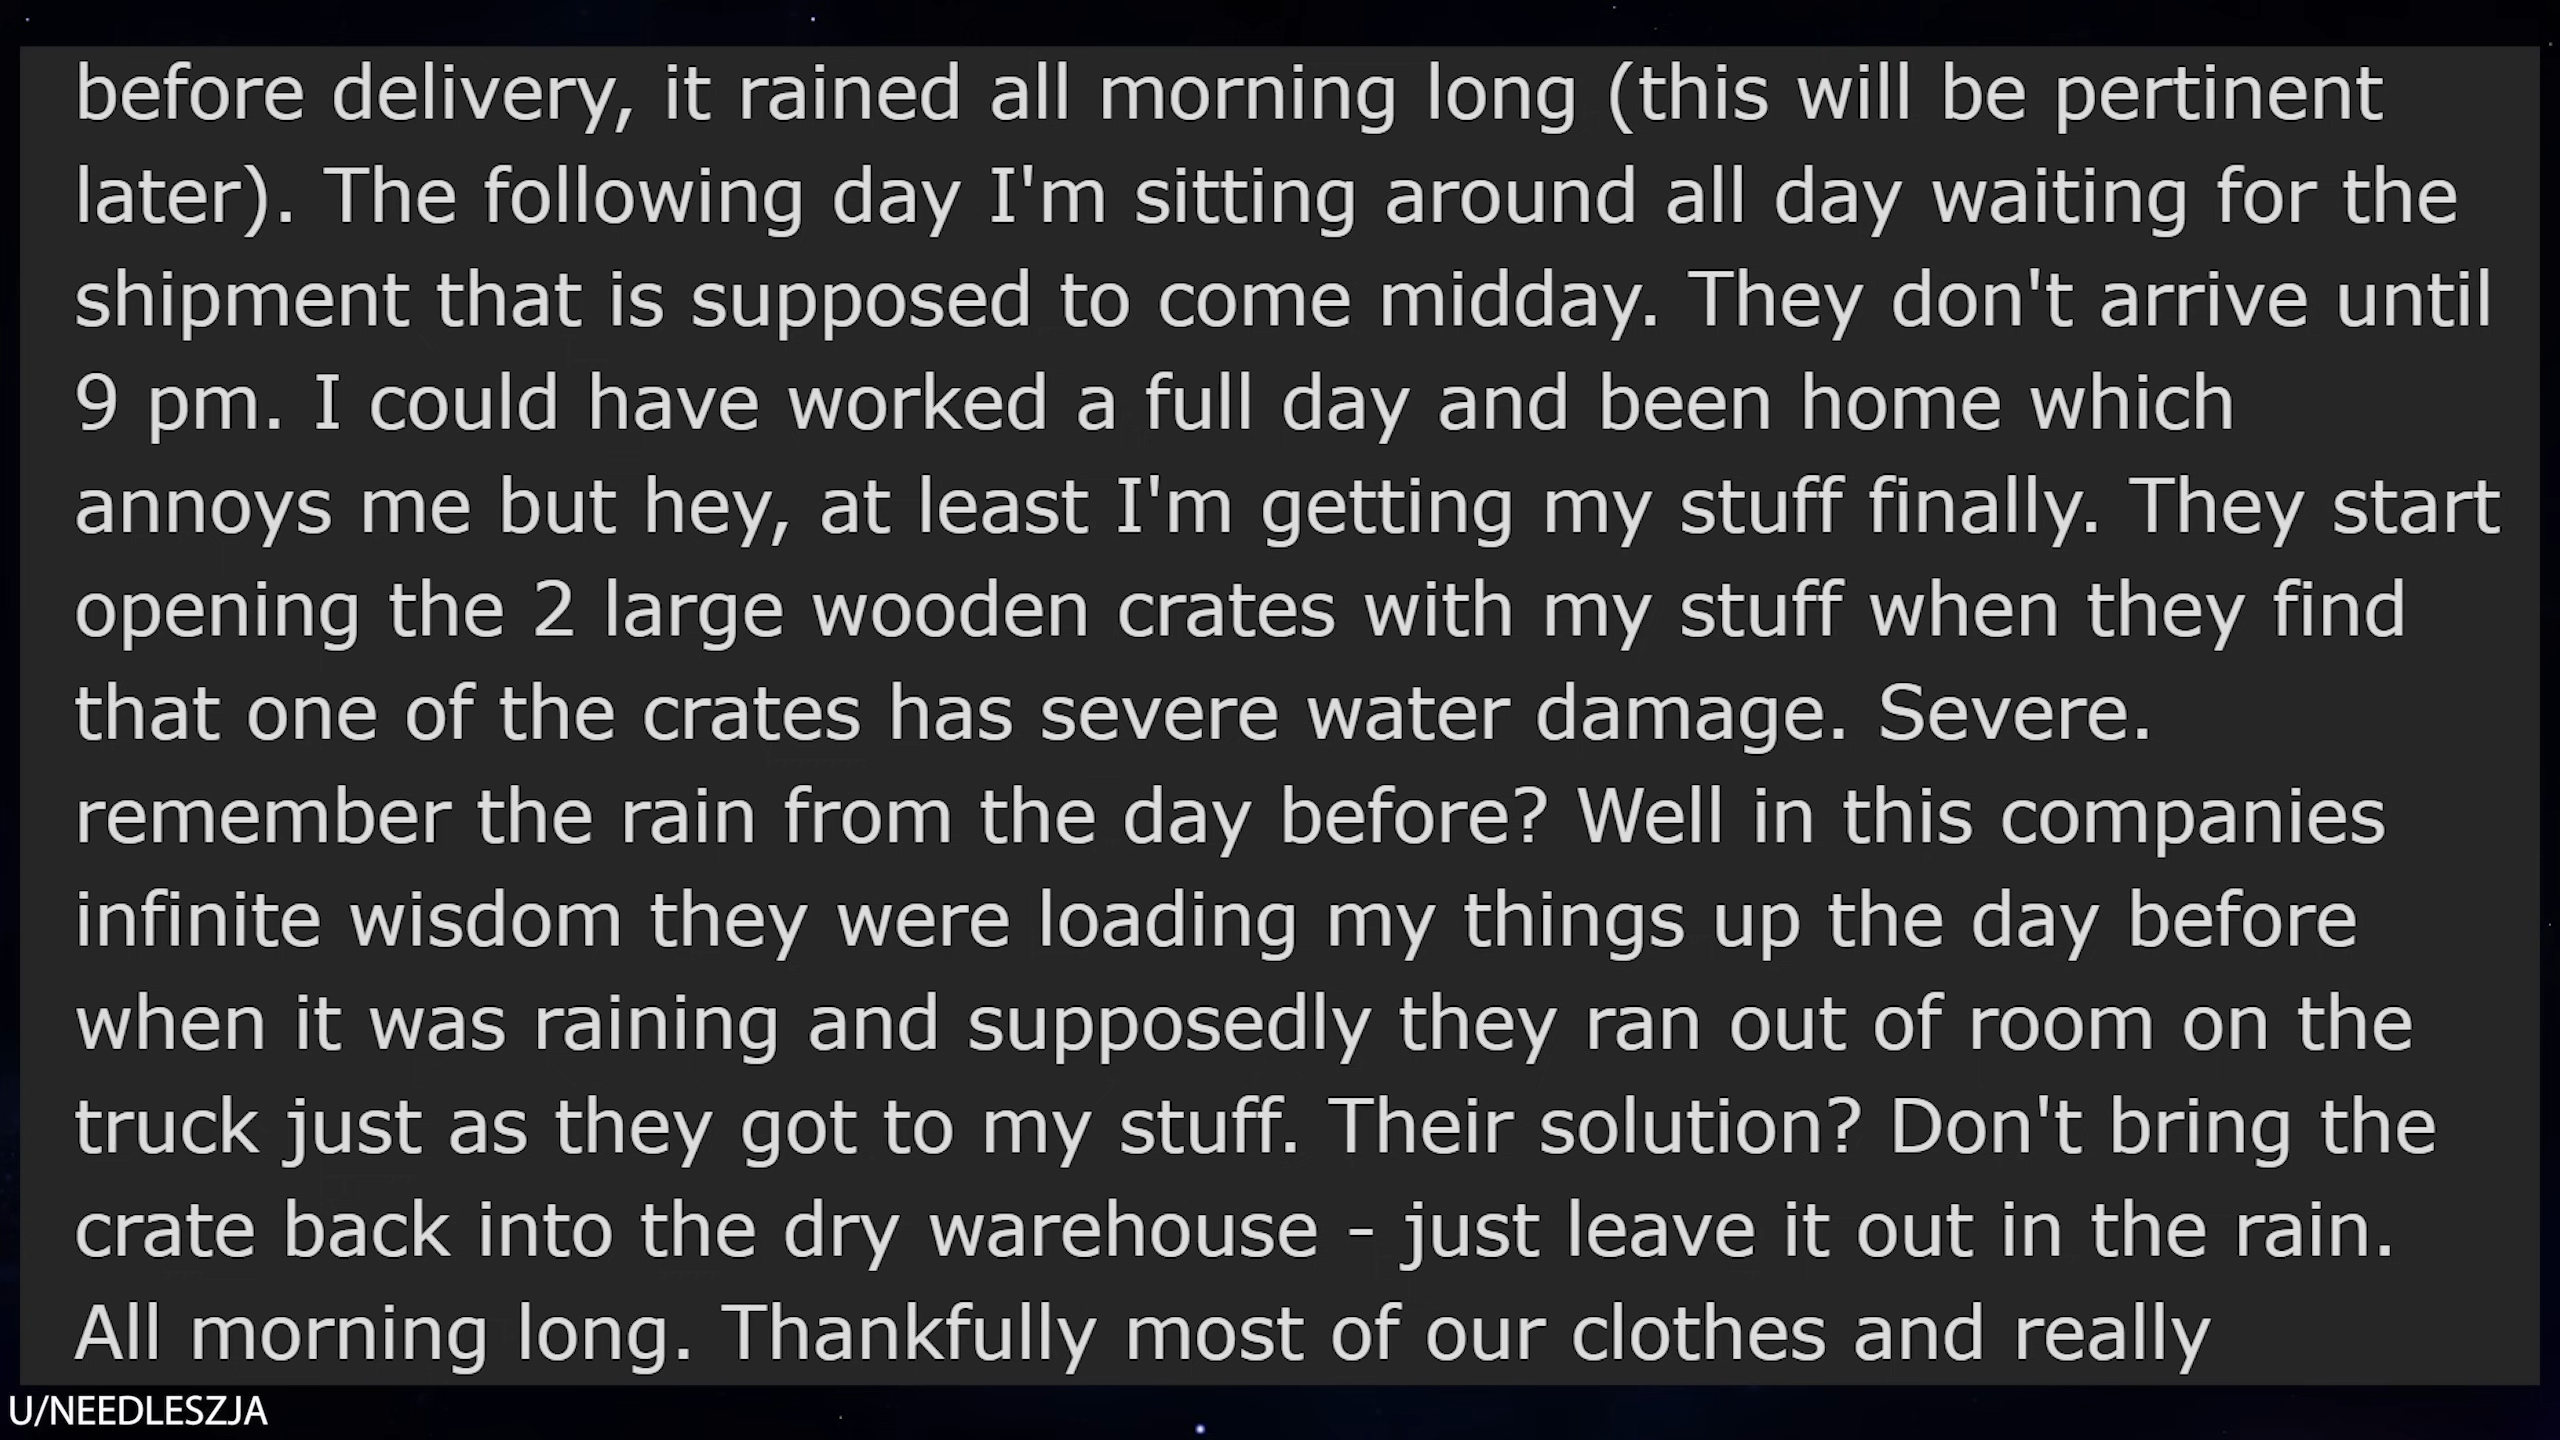 before delivery, it rained all morning long (this will be pertinent
later). The following day I'm sitting around all day waiting for the
shipment that is supposed to come midday. They don't arrive until
9 pm. I could have worked a full day and been home which
annoys me but hey, at least I'm getting my stuff finally. They start
opening the 2 large wooden crates with my stuff when they find
that one of the crates has severe water damage. Severe.
remember the rain from the day before? Well in this companies
infinite wisdom they were loading my things up the day before
when it was raining and supposedly they ran out of room on the
truck just as they got to my stuff. Their solution? Don't bring the
crate back into the dry warehouse - just leave it out in the rain.
All morning long. Thankfully most of our clothes and really
U/NEEDLESZJA